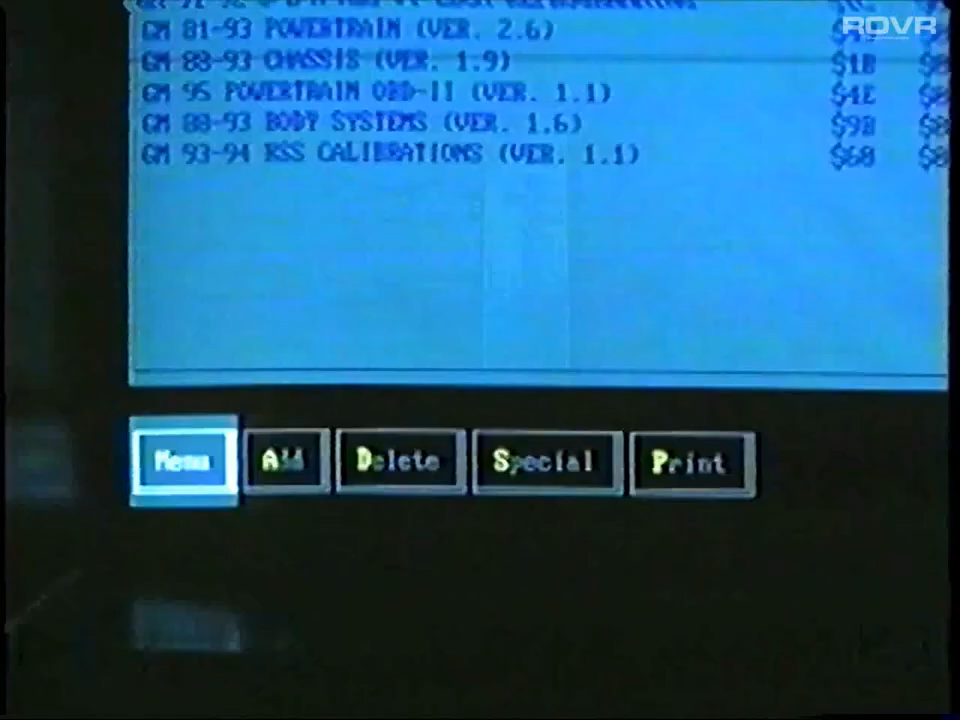 RDVR
GM 81-93 POWERTRAIN (VER. 2.6)
GM 88-93 CHASSIS (VER. 1.9) $1B
GM 95 POWERTRAIN OBD-II (VER. 1.1) $4E
GM 88-93 BODY SYSTEMS (VER. 1.6) $9B
GM 93-94 RSS CALIBRATIONS (VER. 1.1) $60
Menu Add Delete Special Print